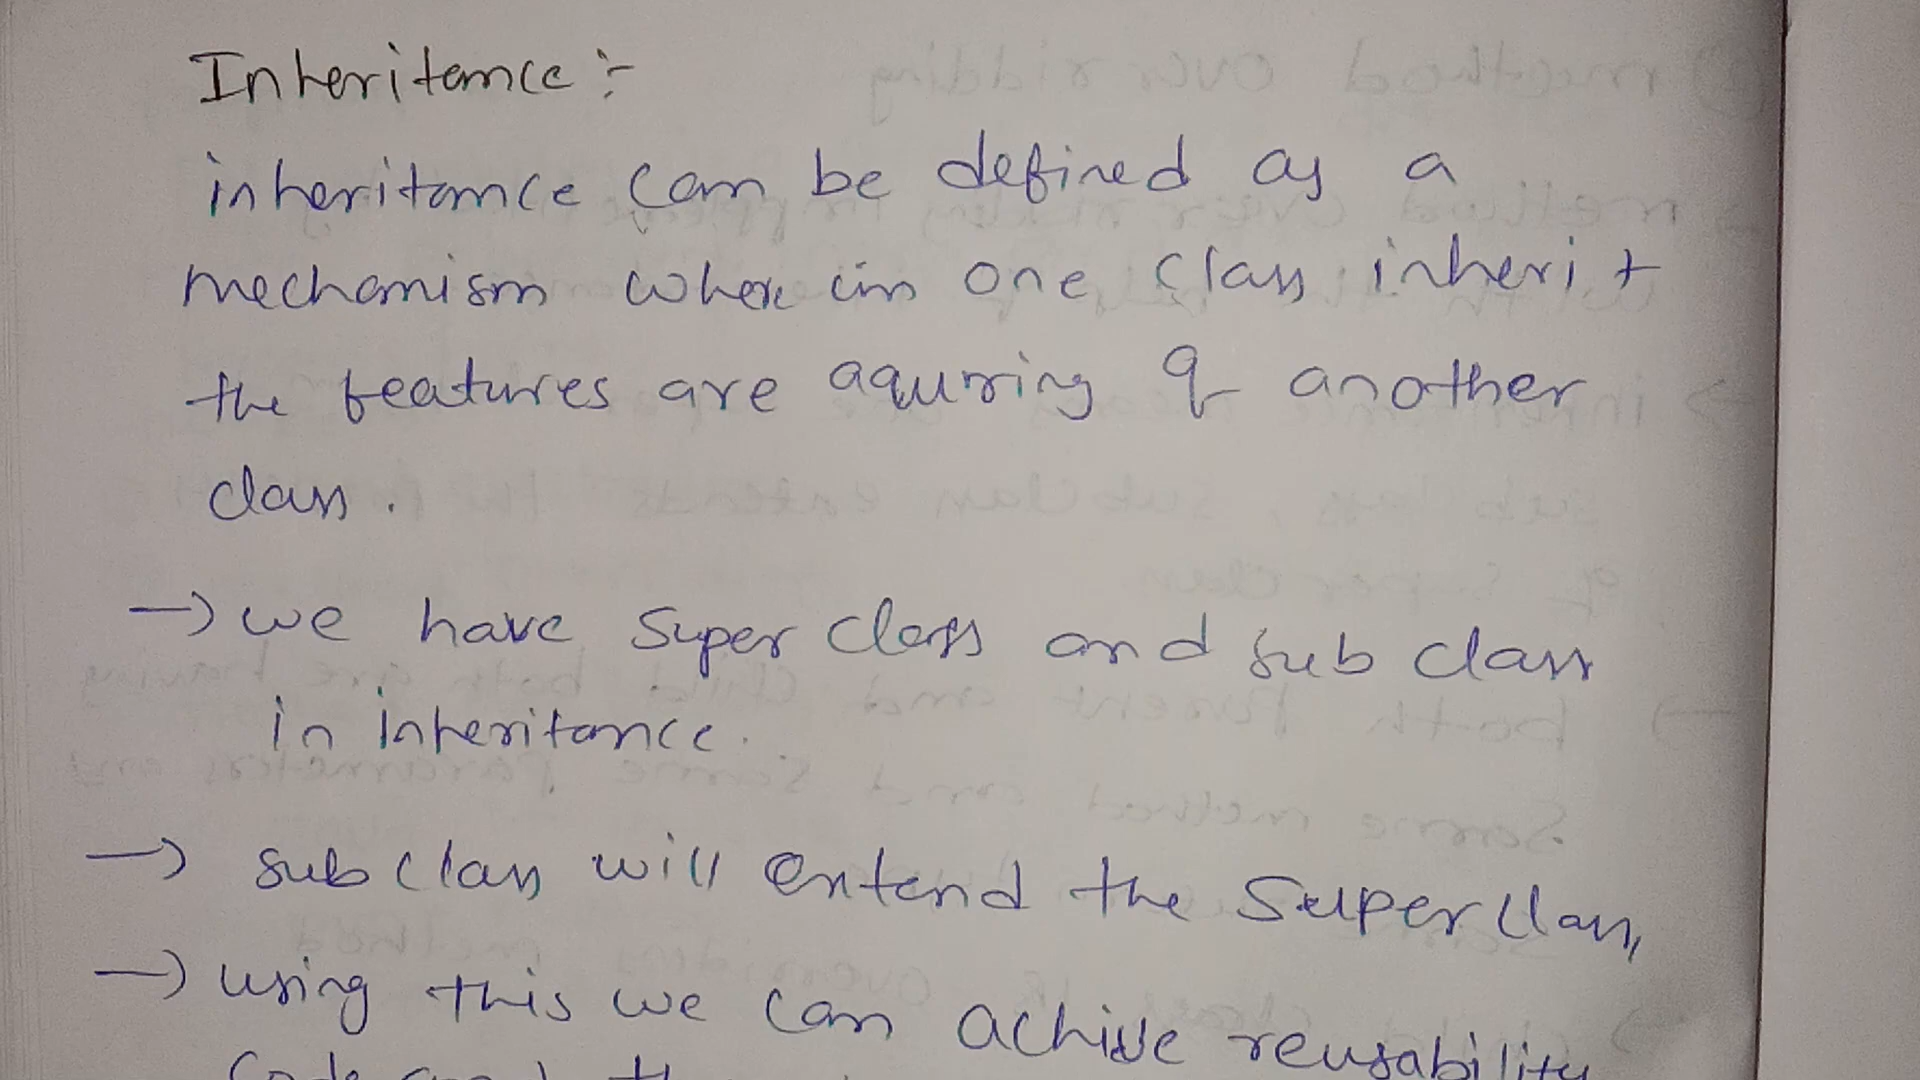 Inheritance :-
inheritance can be defined as a
mechanism where in one class inherit
the features are aquring of another
class.
→ we have super class and sub class
in inheritance.
→ sub class will extend the Super class,
→ using this we can achive reusability
Code